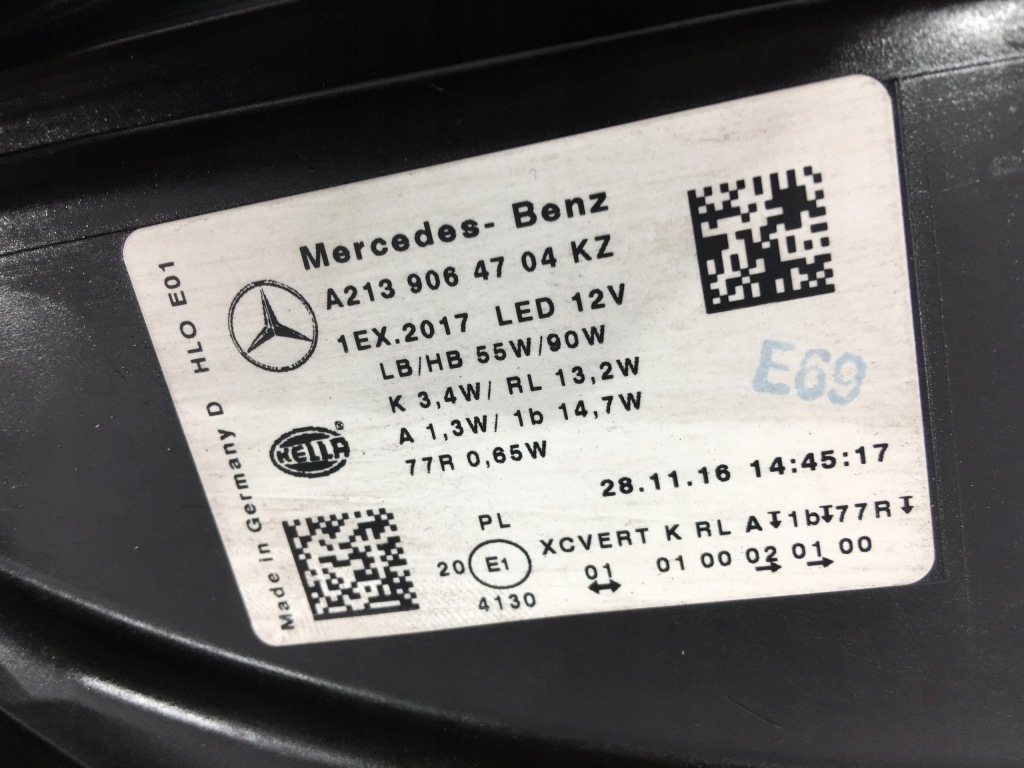 Mercedes- Benz
A213 906 47 04 KZ
1EX.2017 LED 12V
LB/HB 55W/90W
K 3,4W/ RL 13,2W
A 1,3W/ 1b 14,7W
77R 0,65W
HELLA®
E69
28.11.16 14:45:17
PL
20 E1
4130
XCVERT K RL A↧1b↧77R↧
01 01 00 02 01 00
Made in Germany D HLO E01